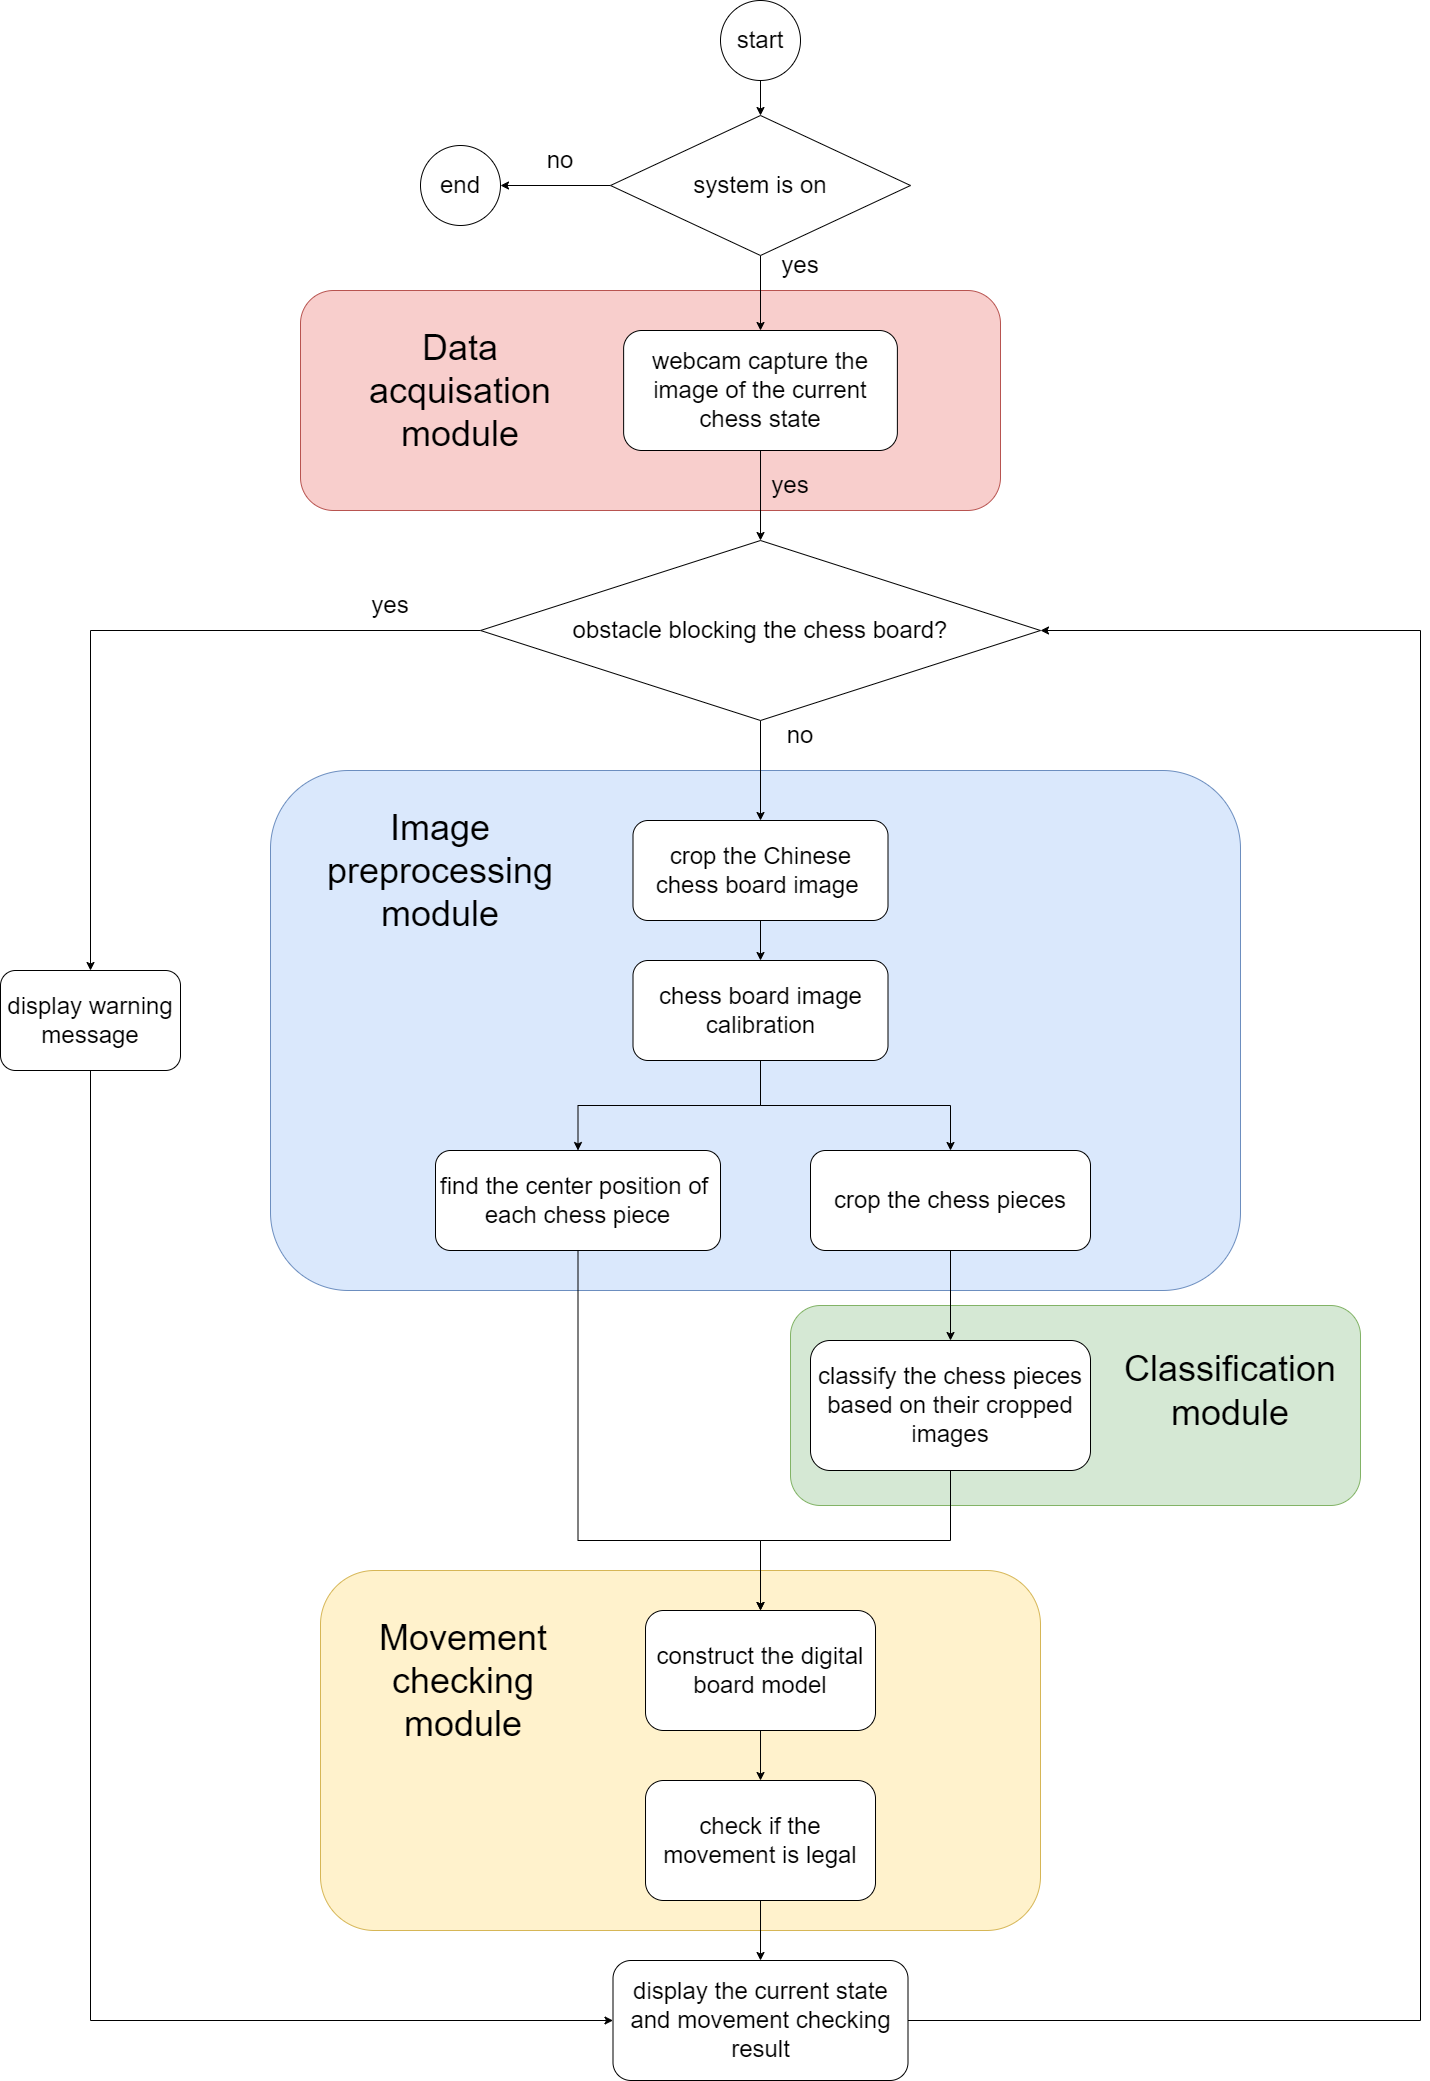 start
system is on
no
end
yes
Data
acquisation
module
webcam capture the
image of the current
chess state
yes
obstacle blocking the chess board?
yes
no
Image
preprocessing
module
crop the Chinese
chess board image
chess board image
calibration
display warning
message
find the center position of
each chess piece
crop the chess pieces
classify the chess pieces
based on their cropped
images
Classification
module
Movement
checking
module
construct the digital
board model
check if the
movement is legal
display the current state
and movement checking
result